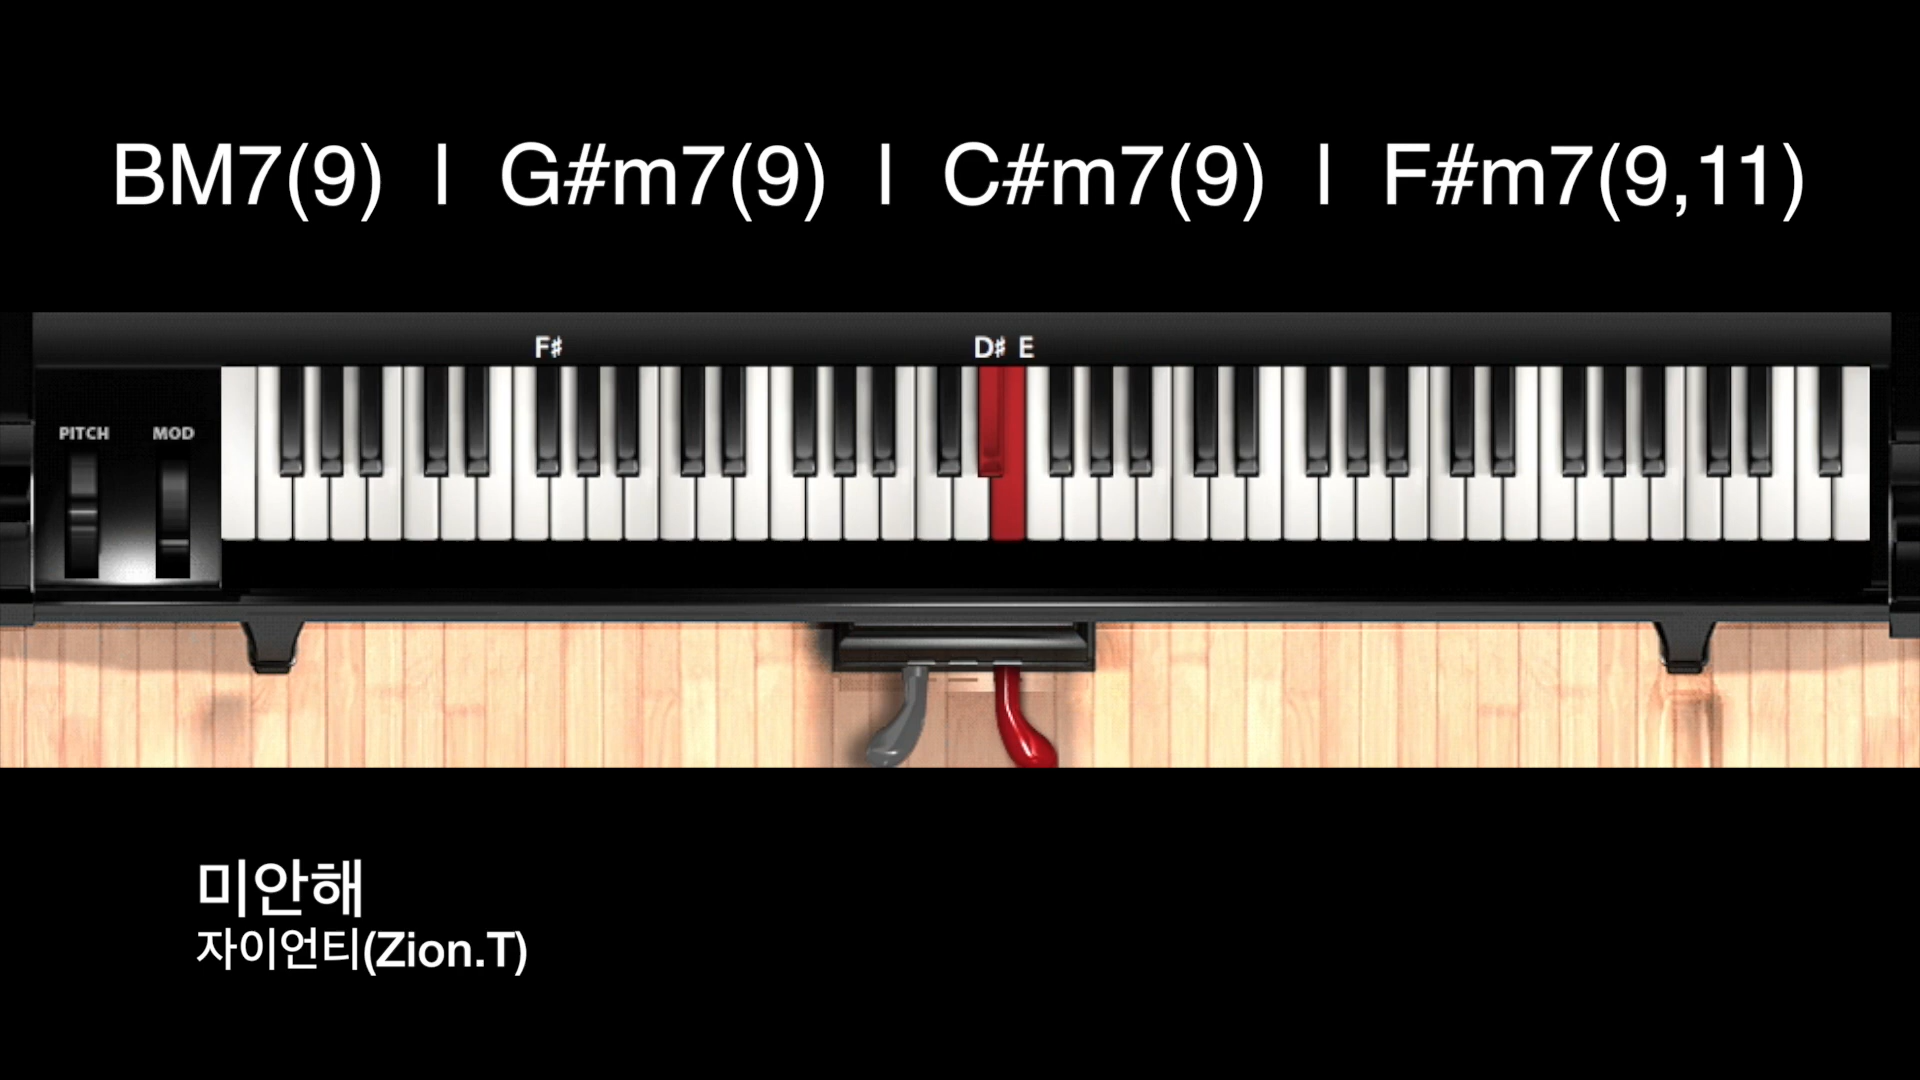 BM7(9) | G#m7(9) | C#m7(9) | F#m7(9,11)
F♯ D♯ E
PITCH MOD
미안해
자이언티(Zion.T)